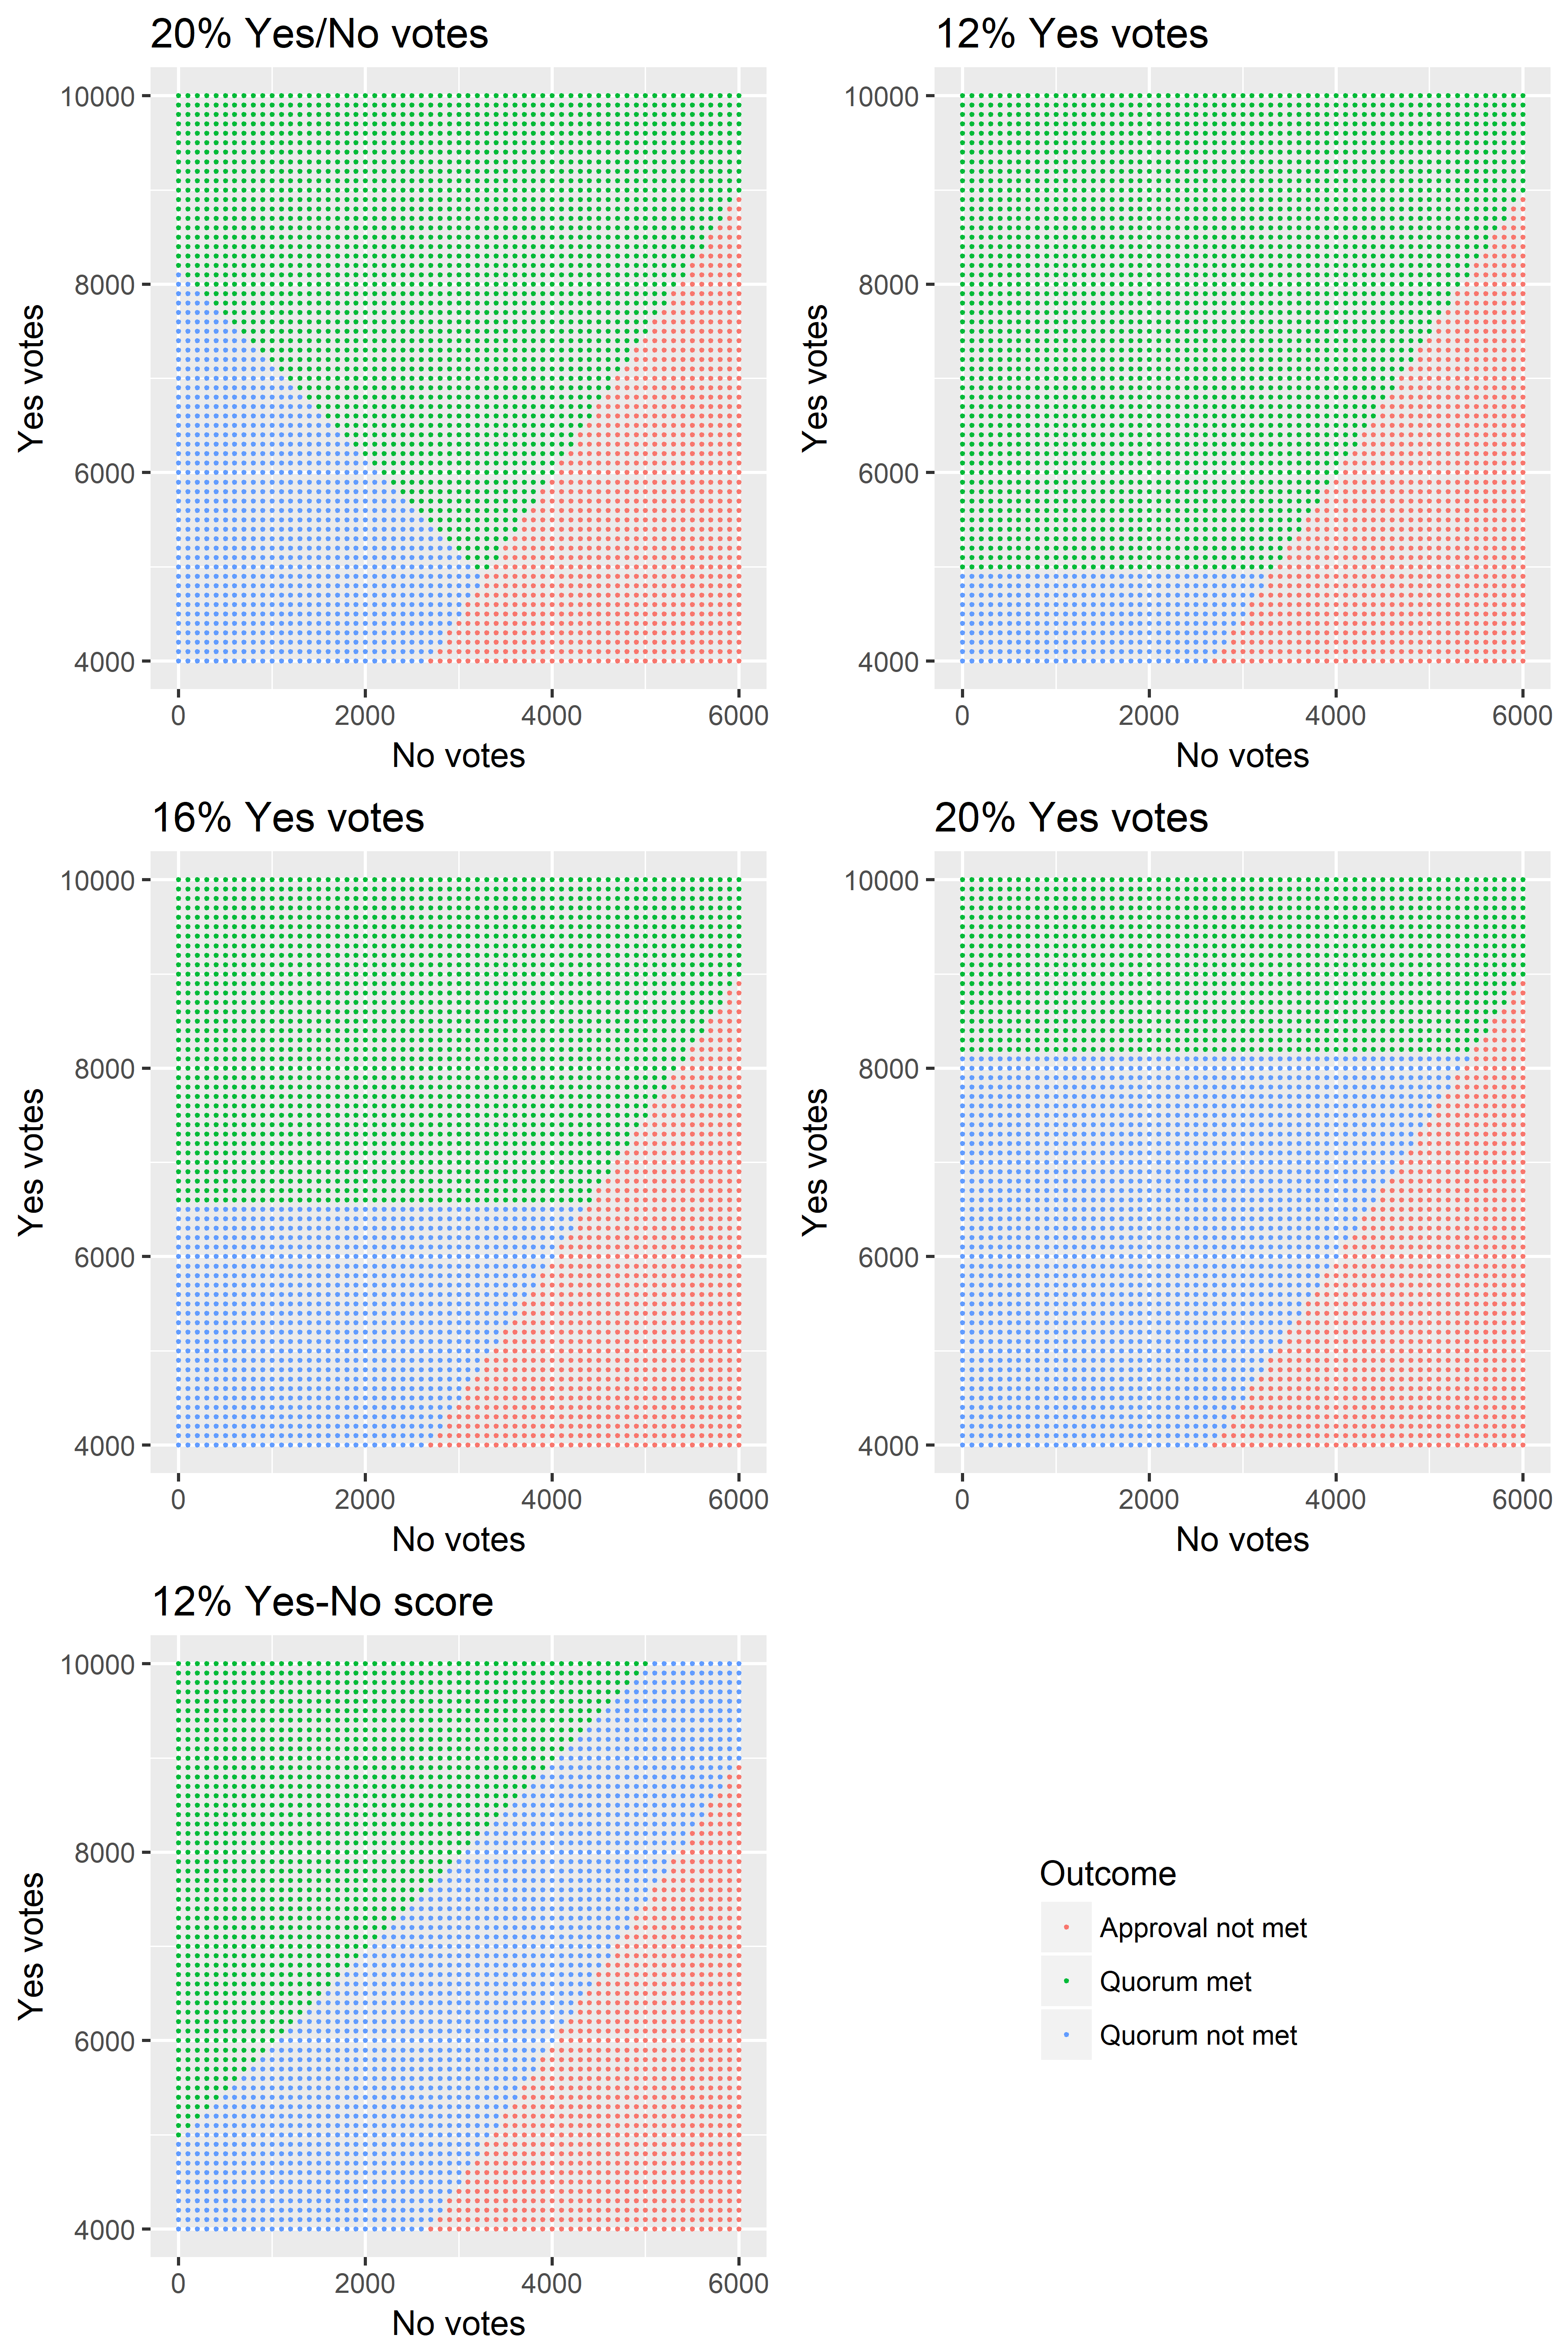 20% Yes/No votes
10000
8000
6000
4000
Yes votes
0 2000 4000 6000
No votes
12% Yes votes
10000
8000
6000
4000
Yes votes
0 2000 4000 6000
No votes
16% Yes votes
10000
8000
6000
4000
Yes votes
0 2000 4000 6000
No votes
20% Yes votes
10000
8000
6000
4000
Yes votes
0 2000 4000 6000
No votes
12% Yes-No score
10000
8000
6000
4000
Yes votes
0 2000 4000 6000
No votes
Outcome
Approval not met
Quorum met
Quorum not met